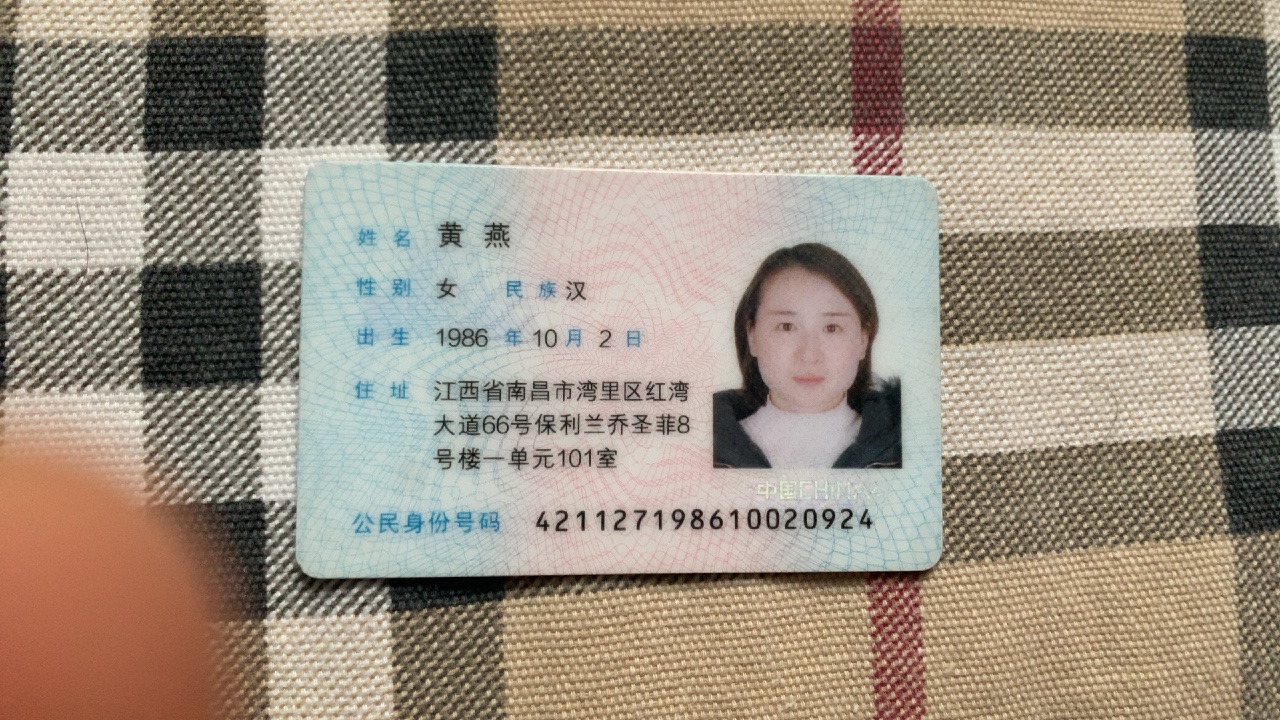 姓名 黄燕
性别 女 民族 汉
出生 1986 年 10 月 2 日
住址 江西省南昌市湾里区红湾
大道66号保利兰乔圣菲8
号楼一单元101室
中国CHINA
公民身份号码 421127198610020924